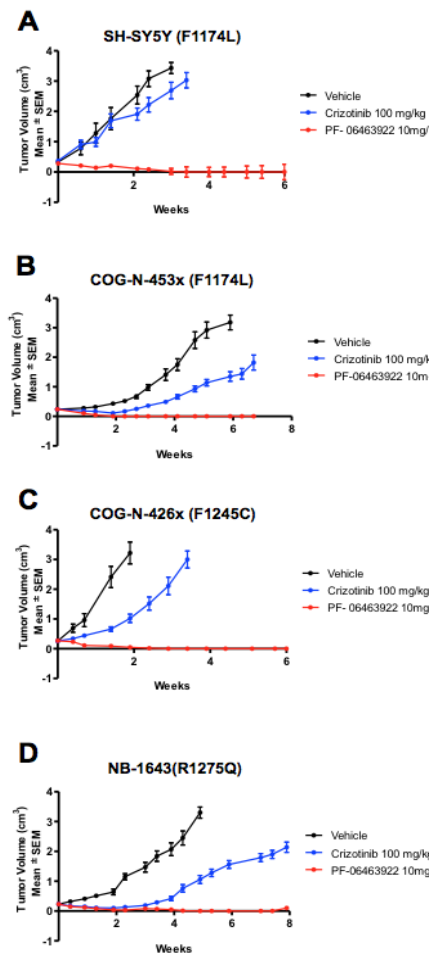 A
SH-SY5Y (F1174L)
Tumor Volume (cm³)
Mean ± SEM
4
3
2
1
0
-1
2
4
6
Weeks
Vehicle
Crizotinib 100 mg/kg
PF- 06463922 10mg/
B
COG-N-453x (F1174L)
Tumor Volume (cm³)
Mean ± SEM
4
3
2
1
0
-1
2
4
6
8
Weeks
Vehicle
Crizotinib 100 mg/kg
PF-06463922 10mg
C
COG-N-426x (F1245C)
Tumor Volume (cm³)
Mean ± SEM
4
3
2
1
0
-1
2
4
6
Weeks
Vehicle
Crizotinib 100 mg/kg
PF- 06463922 10mg
D
NB-1643(R1275Q)
Tumor Volume (cm³)
Mean ± SEM
4
3
2
1
0
-1
2
4
6
8
Weeks
Vehicle
Crizotinib 100 mg/kg
PF-06463922 10mg